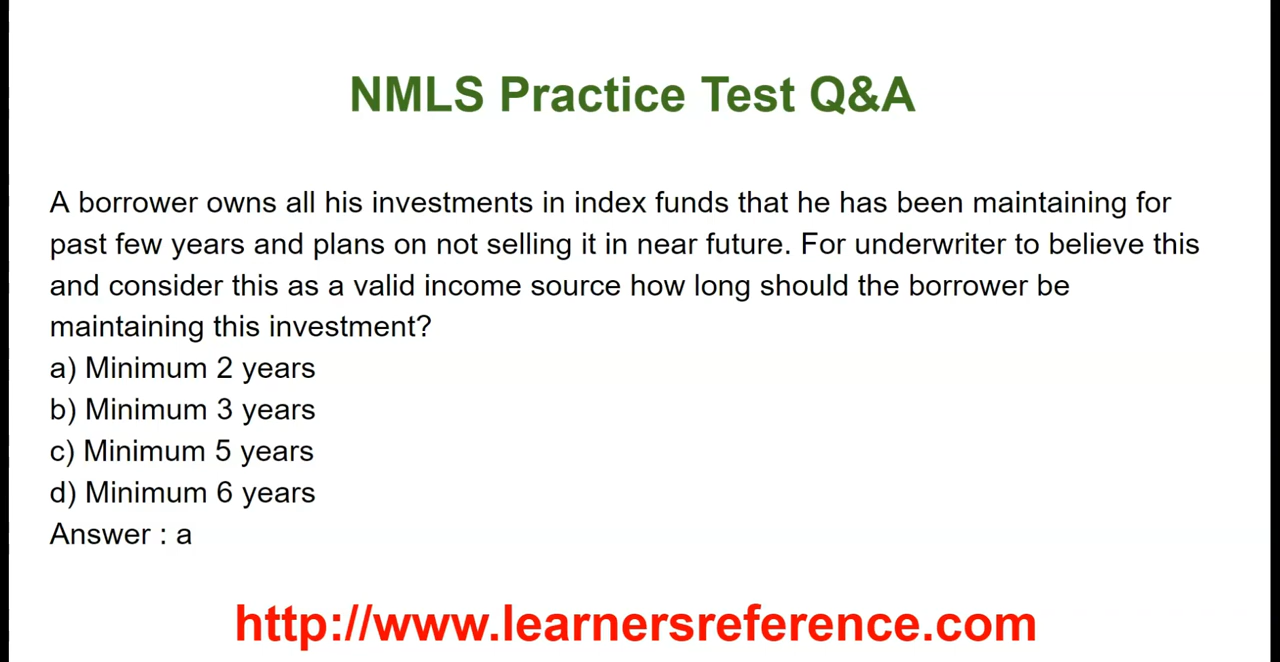 NMLS Practice Test Q&A
A borrower owns all his investments in index funds that he has been maintaining for
past few years and plans on not selling it in near future. For underwriter to believe this
and consider this as a valid income source how long should the borrower be
maintaining this investment?
a) Minimum 2 years
b) Minimum 3 years
c) Minimum 5 years
d) Minimum 6 years
Answer : a
http://www.learnersreference.com